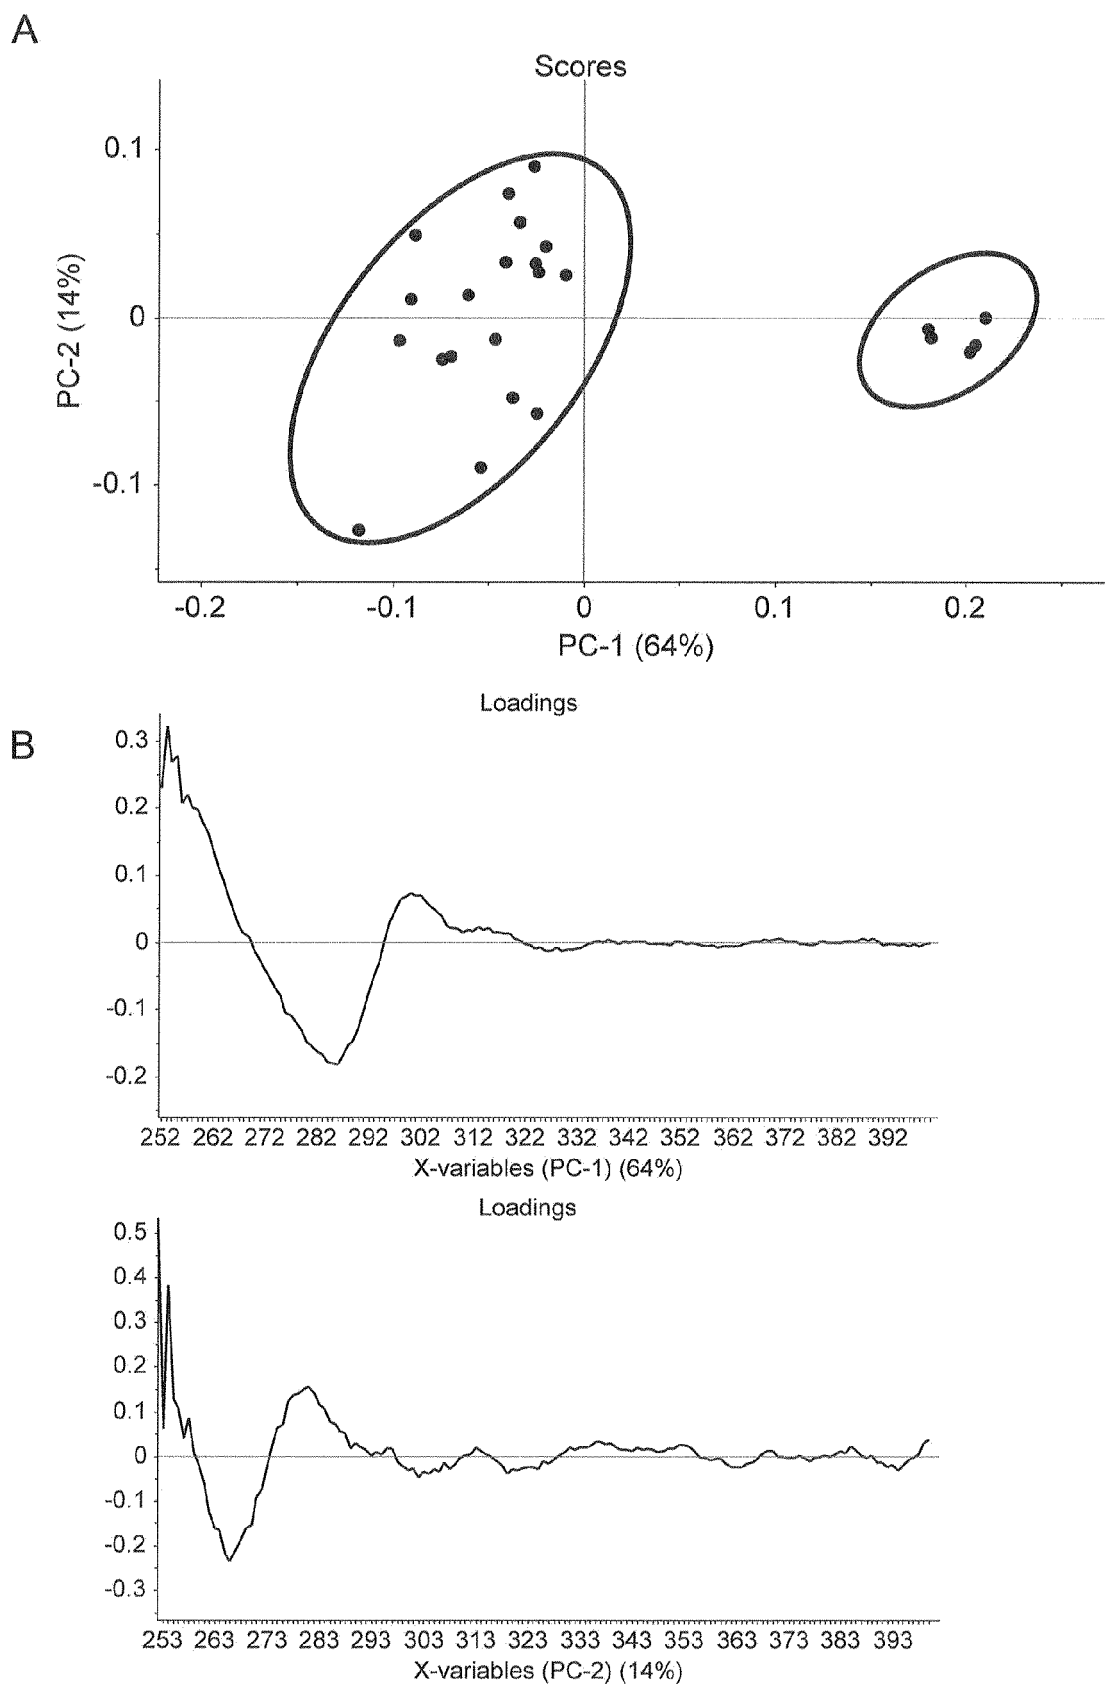 A
Scores
0.1
0
-0.1
PC-2 (14%)
-0.2 -0.1 0 0.1 0.2
PC-1 (64%)
B
Loadings
0.3
0.2
0.1
0
-0.1
-0.2
252 262 272 282 292 302 312 322 332 342 352 362 372 382 392
X-variables (PC-1) (64%)
Loadings
0.5
0.4
0.3
0.2
0.1
0
-0.1
-0.2
-0.3
253 263 273 283 293 303 313 323 333 343 353 363 373 383 393
X-variables (PC-2) (14%)